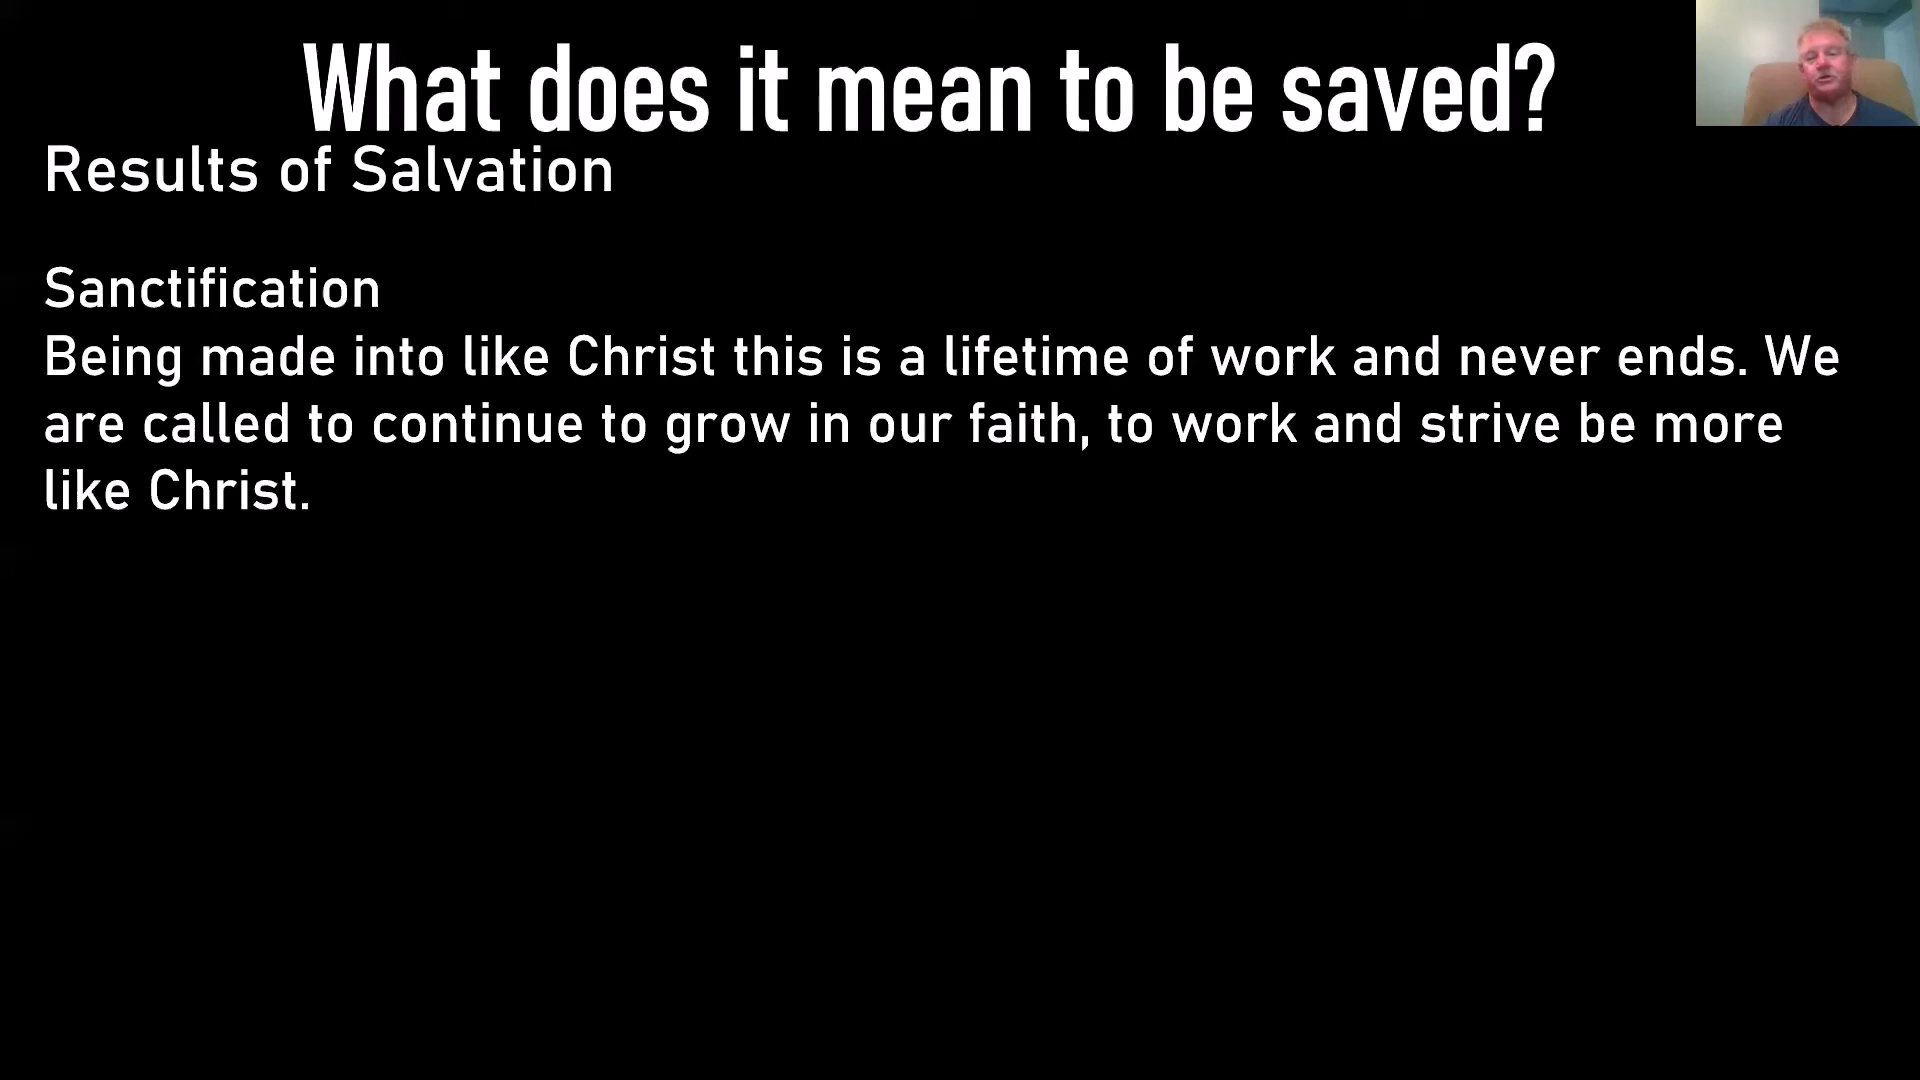 What does it mean to be saved?
Results of Salvation
Sanctification
Being made into like Christ this is a lifetime of work and never ends. We
are called to continue to grow in our faith, to work and strive be more
like Christ.